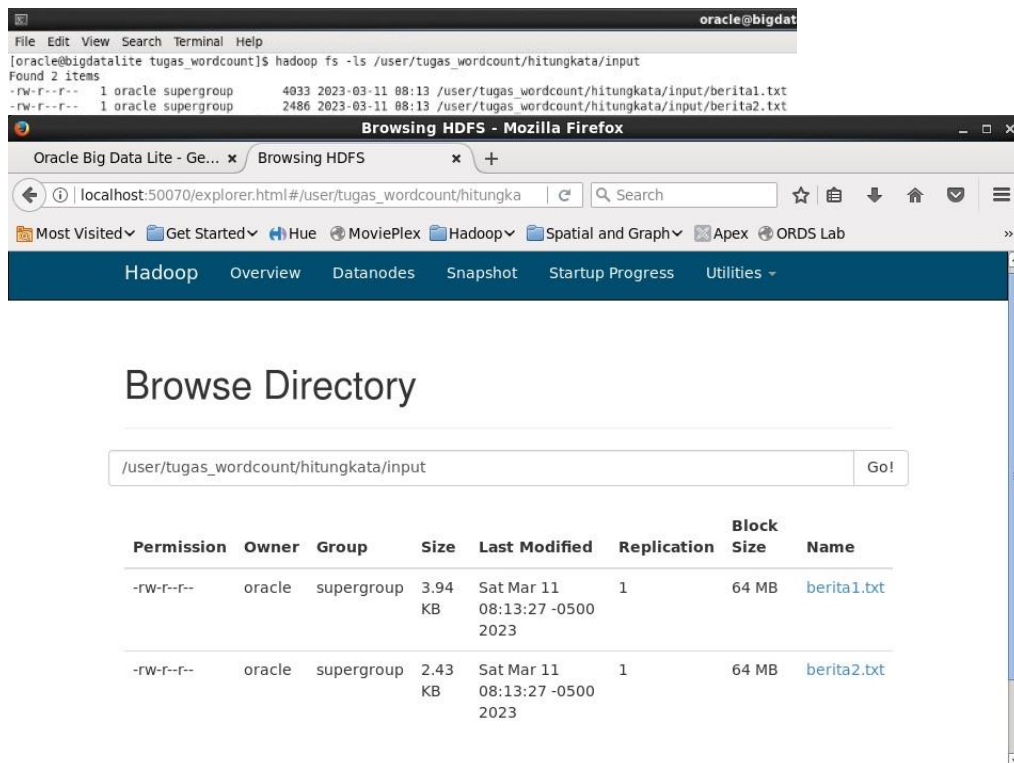 oracle@bigdat
File Edit View Search Terminal Help
[oracle@bigdatalite tugas_wordcount]$ hadoop fs -ls /user/tugas_wordcount/hitungkata/input
Found 2 items
-rw-r--r-- 1 oracle supergroup 4033 2023-03-11 08:13 /user/tugas_wordcount/hitungkata/input/berita1.txt
-rw-r--r-- 1 oracle supergroup 2486 2023-03-11 08:13 /user/tugas_wordcount/hitungkata/input/berita2.txt
Browsing HDFS - Mozilla Firefox
Oracle Big Data Lite - Ge... × Browsing HDFS × +
localhost:50070/explorer.html#/user/tugas_wordcount/hitungka Search
Most Visited Get Started Hue MoviePlex Hadoop Spatial and Graph Apex ORDS Lab »
Hadoop Overview Datanodes Snapshot Startup Progress Utilities
Browse Directory
/user/tugas_wordcount/hitungkata/input Go!
Block
Permission Owner Group Size Last Modified Replication Size Name
-rw-r--r-- oracle supergroup 3.94 Sat Mar 11 1 64 MB berita1.txt
KB 08:13:27 -0500
2023
-rw-r--r-- oracle supergroup 2.43 Sat Mar 11 1 64 MB berita2.txt
KB 08:13:27 -0500
2023